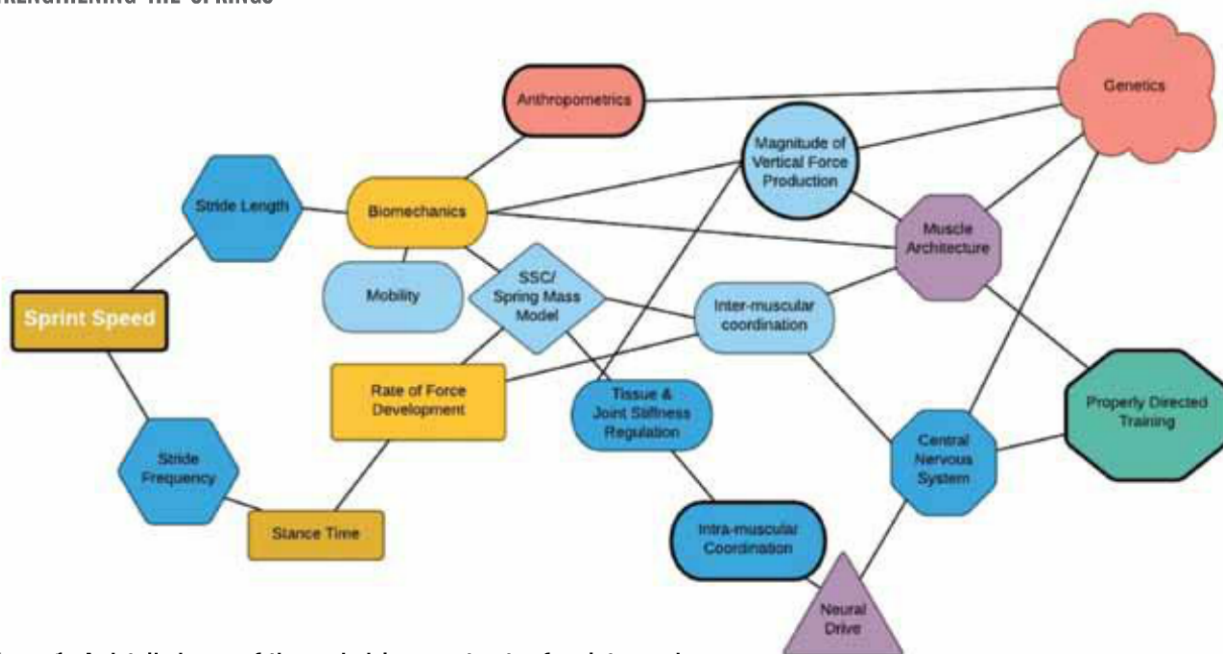 Genetics
Anthropometrics
Magnitude of
Vertical Force
Production
Stride Length
Biomechanics
Muscle
Architecture
Mobility
SSC/
Spring Mass
Model
Inter-muscular
coordination
Sprint Speed
Rate of Force
Development
Tissue &
Joint Stiffness
Regulation
Properly Directed
Training
Stride
Frequency
Central
Nervous
System
Stance Time
Intra-muscular
Coordination
Neural
Drive